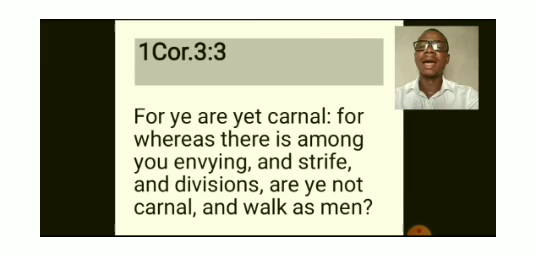 1Cor.3:3
For ye are yet carnal: for
whereas there is among
you envying, and strife,
and divisions, are ye not
carnal, and walk as men?